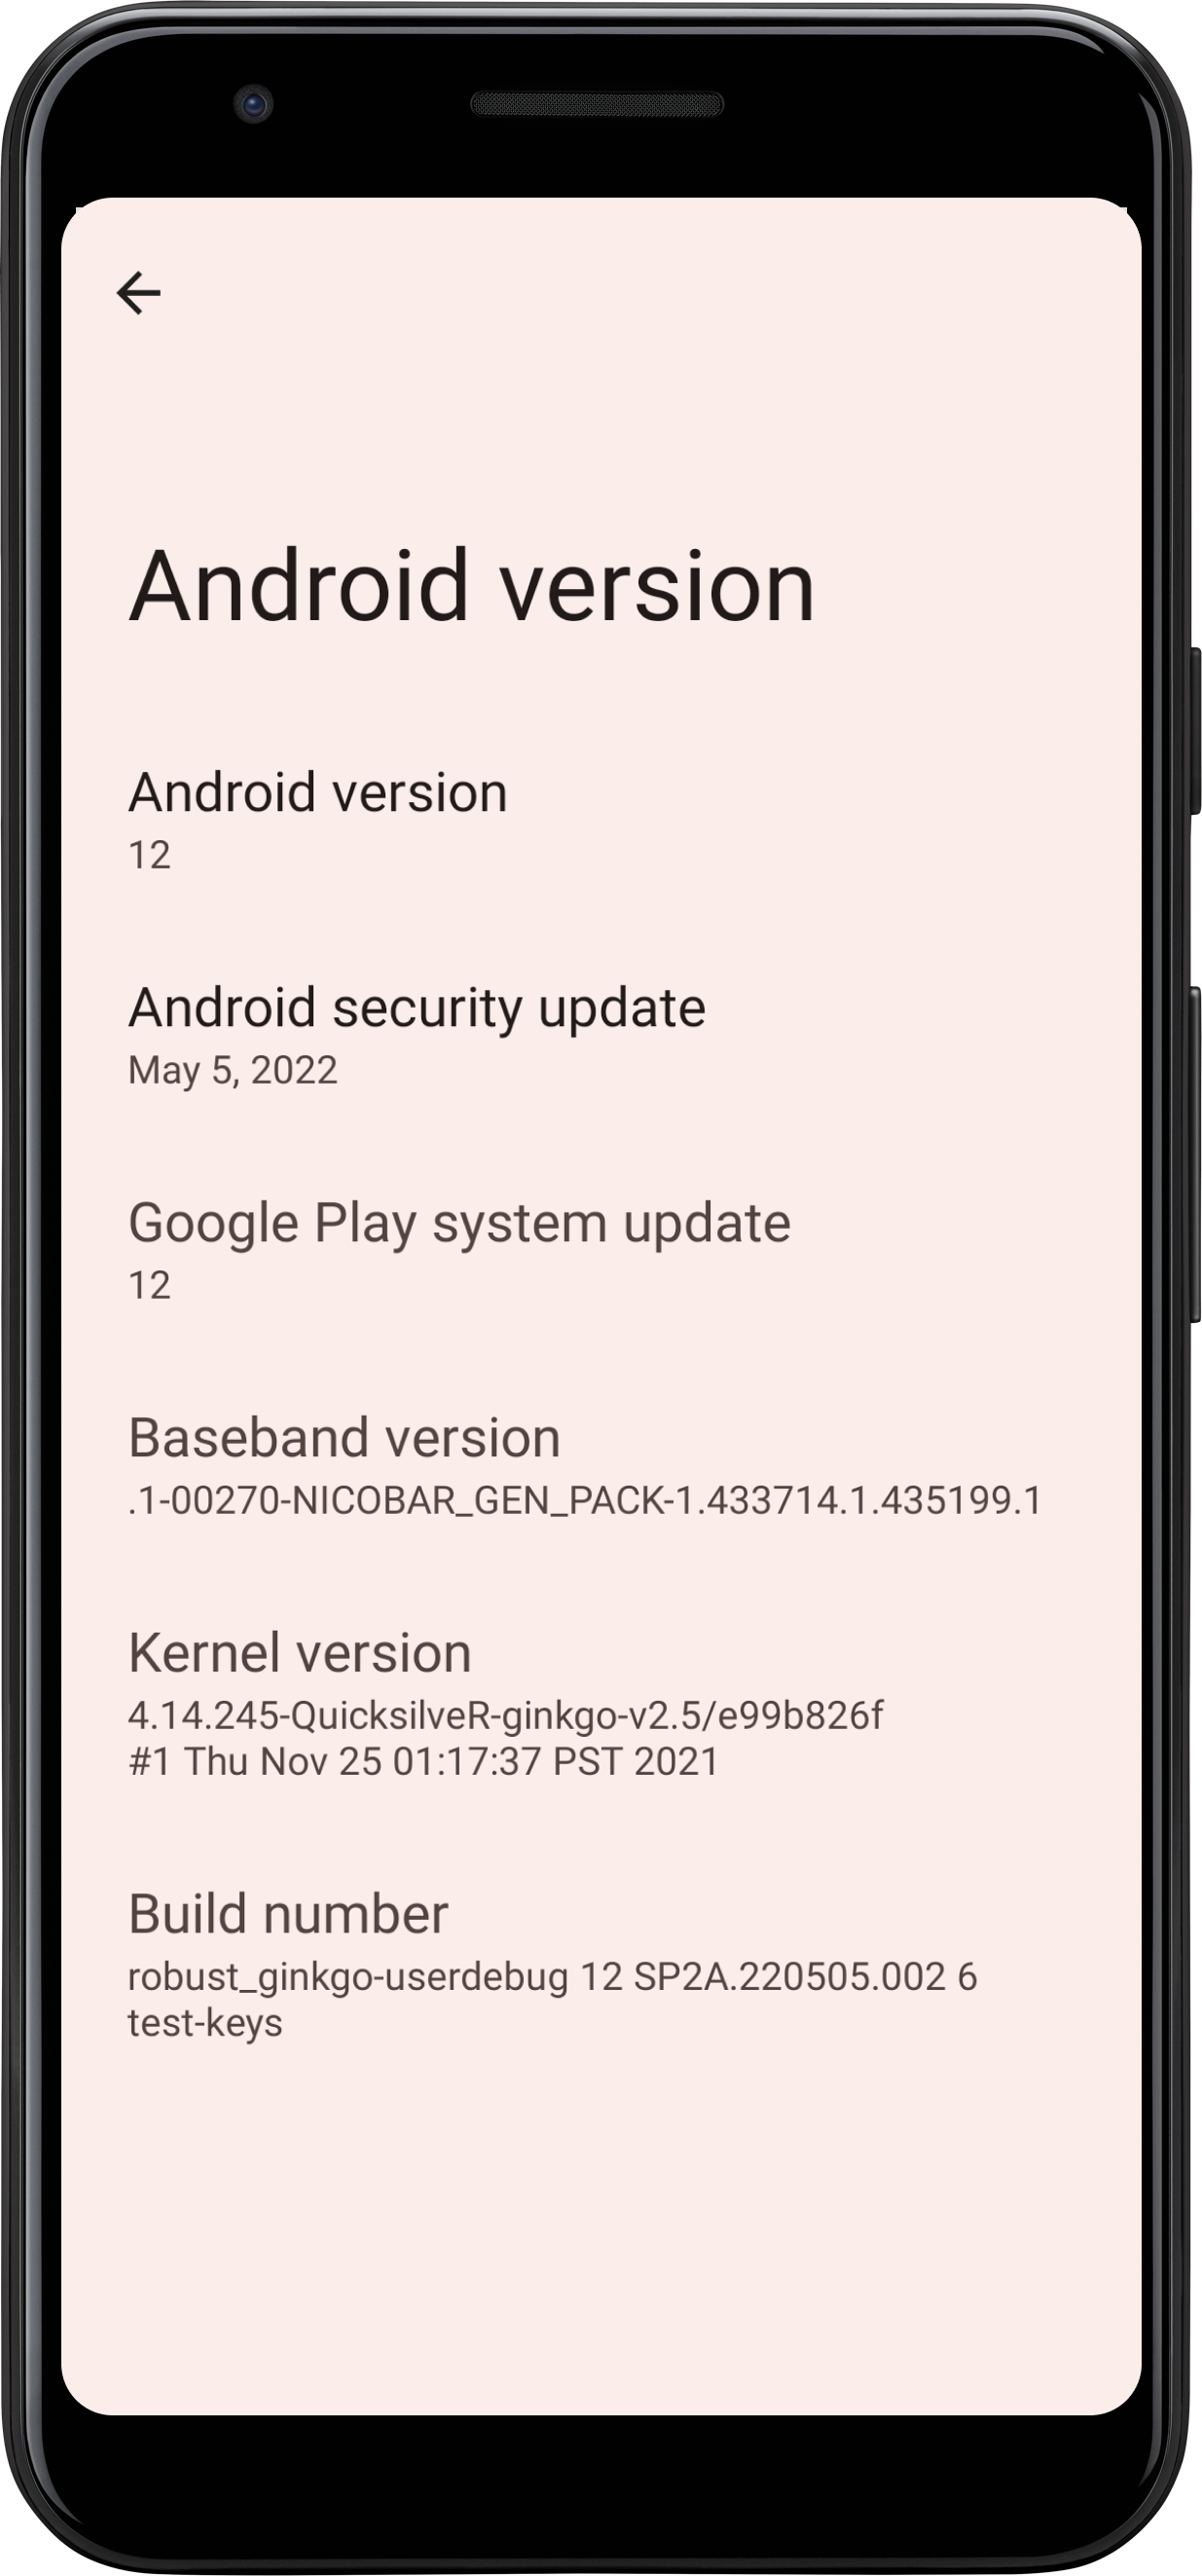 Android version
Android version
12
Android security update
May 5, 2022
Google Play system update
12
Baseband version
.1-00270-NICOBAR_GEN_PACK-1.433714.1.435199.1
Kernel version
4.14.245-QuicksilveR-ginkgo-v2.5/e99b826f
#1 Thu Nov 25 01:17:37 PST 2021
Build number
robust_ginkgo-userdebug 12 SP2A.220505.002 6
test-keys